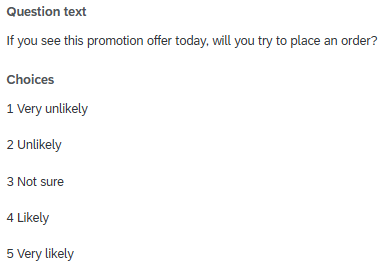 Question text
If you see this promotion offer today, will you try to place an order?
Choices
1 Very unlikely
2 Unlikely
3 Not sure
4 Likely
5 Very likely